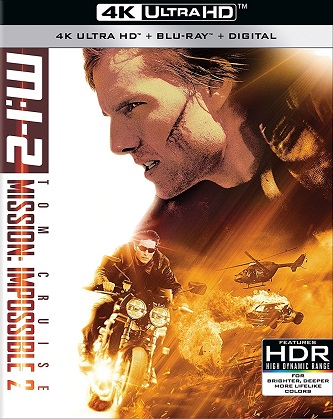 4K ULTRA HD™
4K ULTRA HD + BLU-RAY + DIGITAL
M:I-2
TOM CRUISE
MISSION: IMPOSSIBLE 2
FEATURES
HDR
HIGH DYNAMIC RANGE
FOR
BRIGHTER, DEEPER
MORE LIFELIKE
COLORS